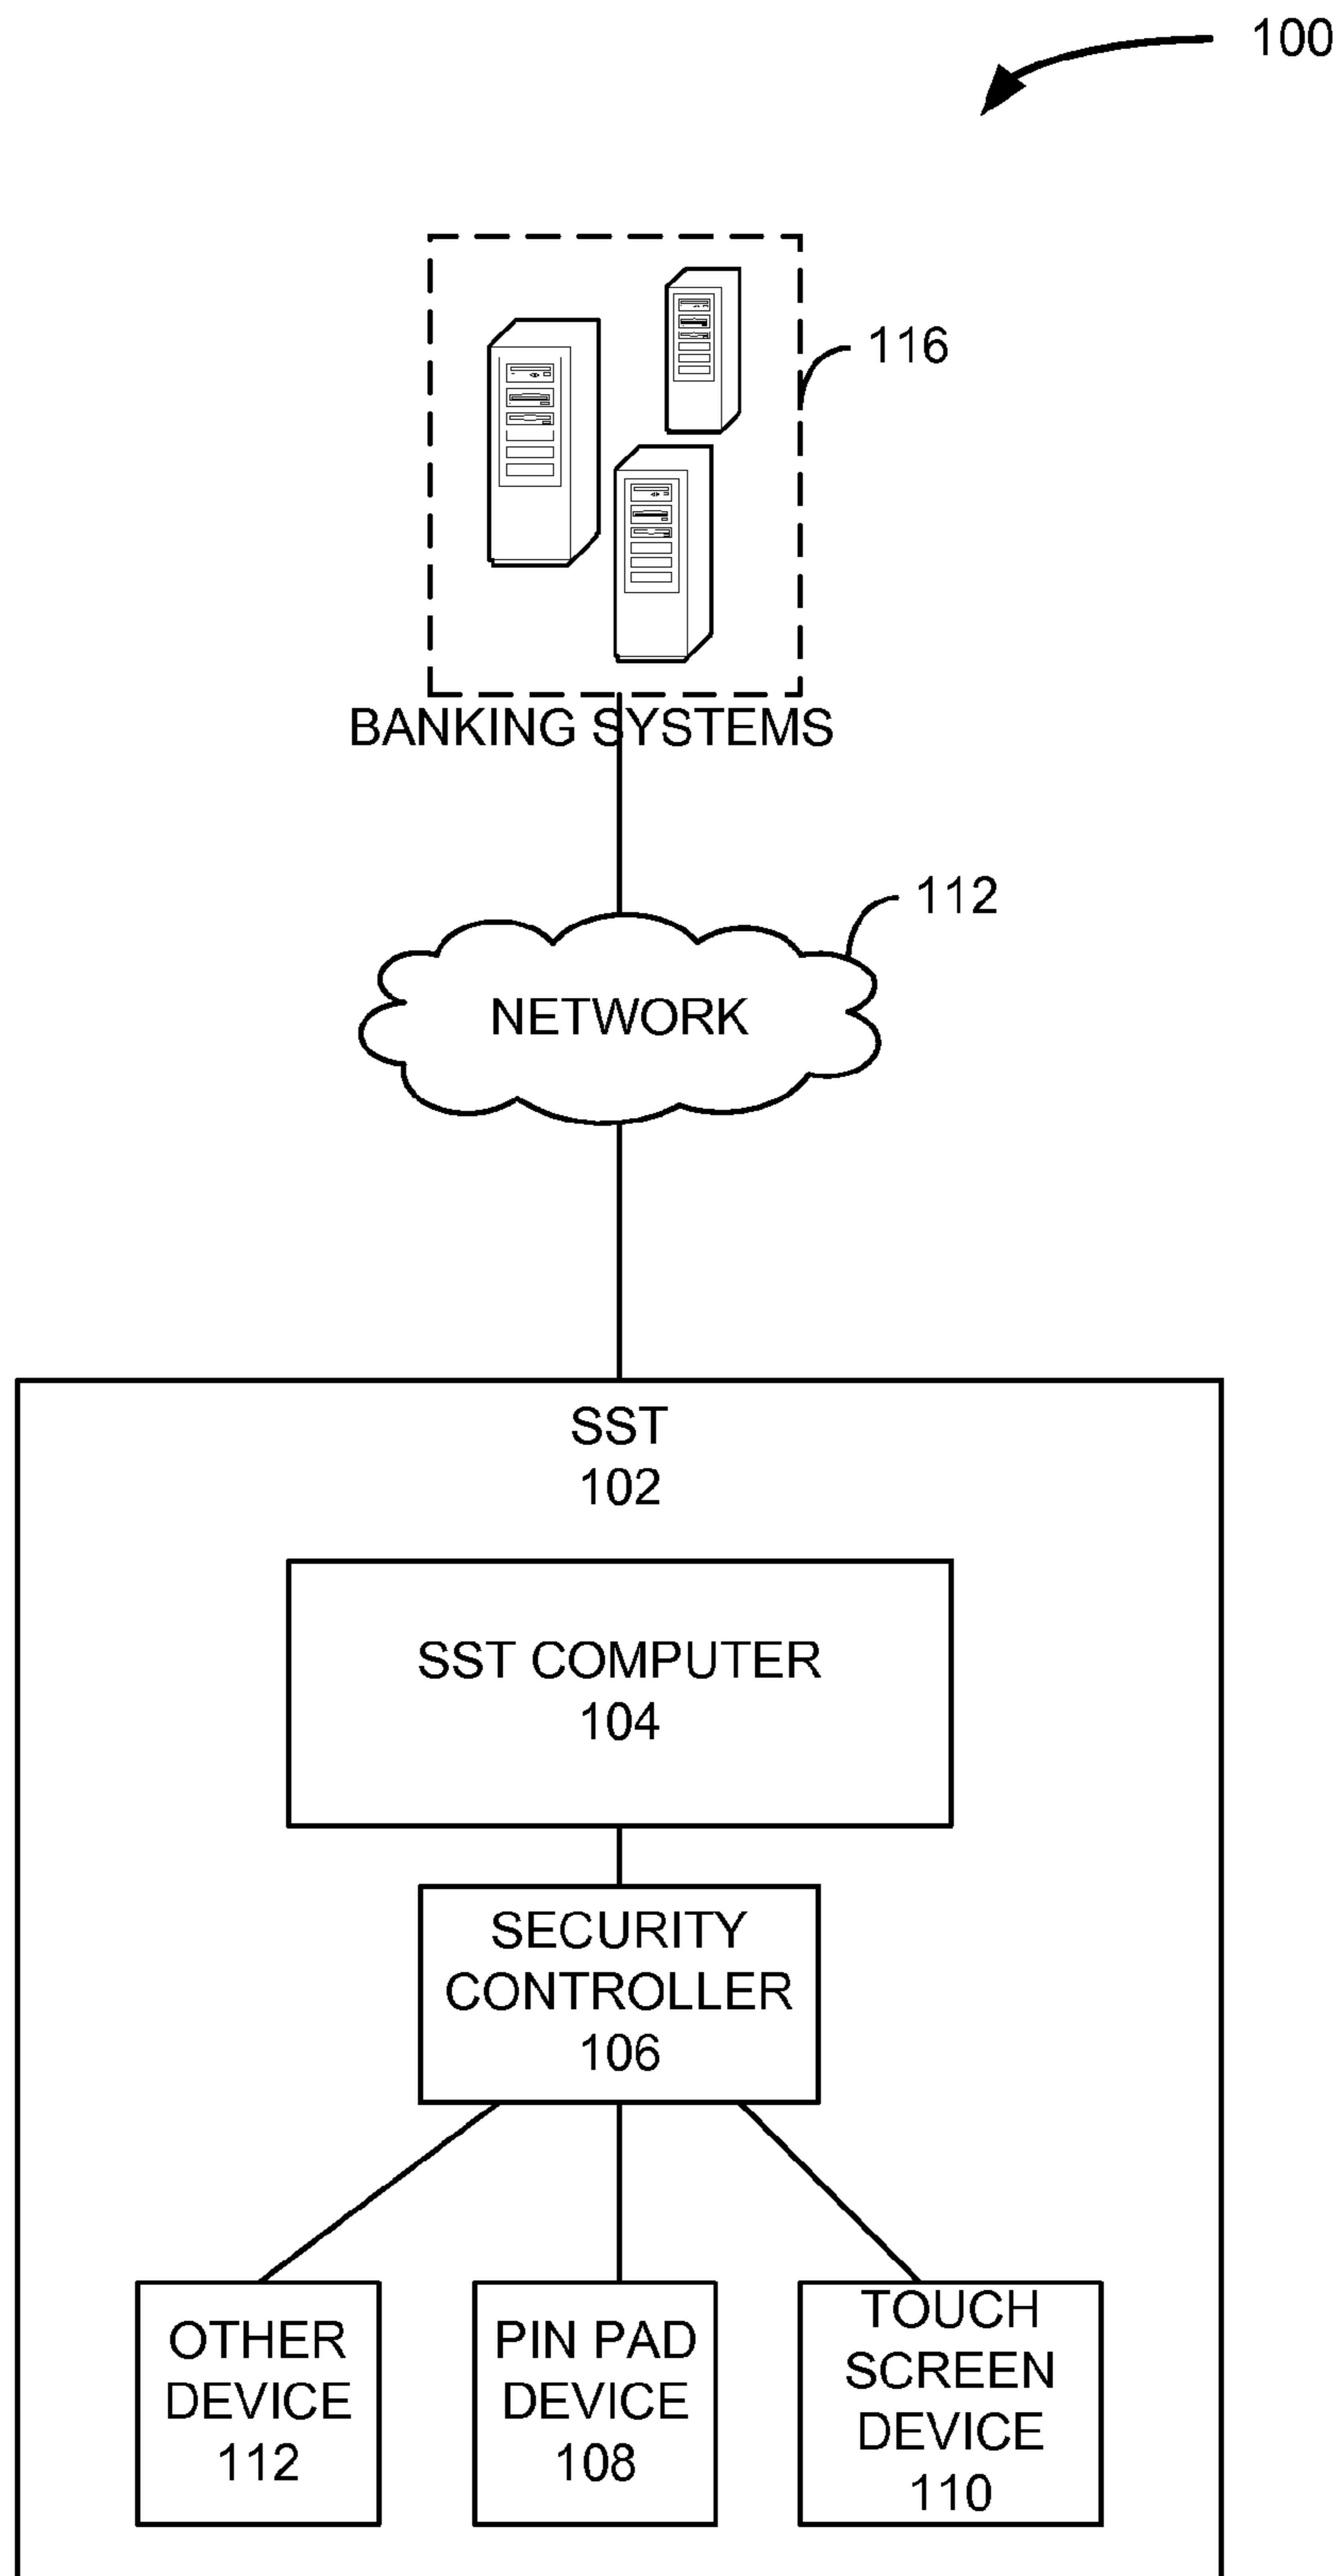 100
116
BANKING SYSTEMS
112
NETWORK
SST
102
SST COMPUTER
104
SECURITY
CONTROLLER
106
OTHER
DEVICE
112
PIN PAD
DEVICE
108
TOUCH
SCREEN
DEVICE
110